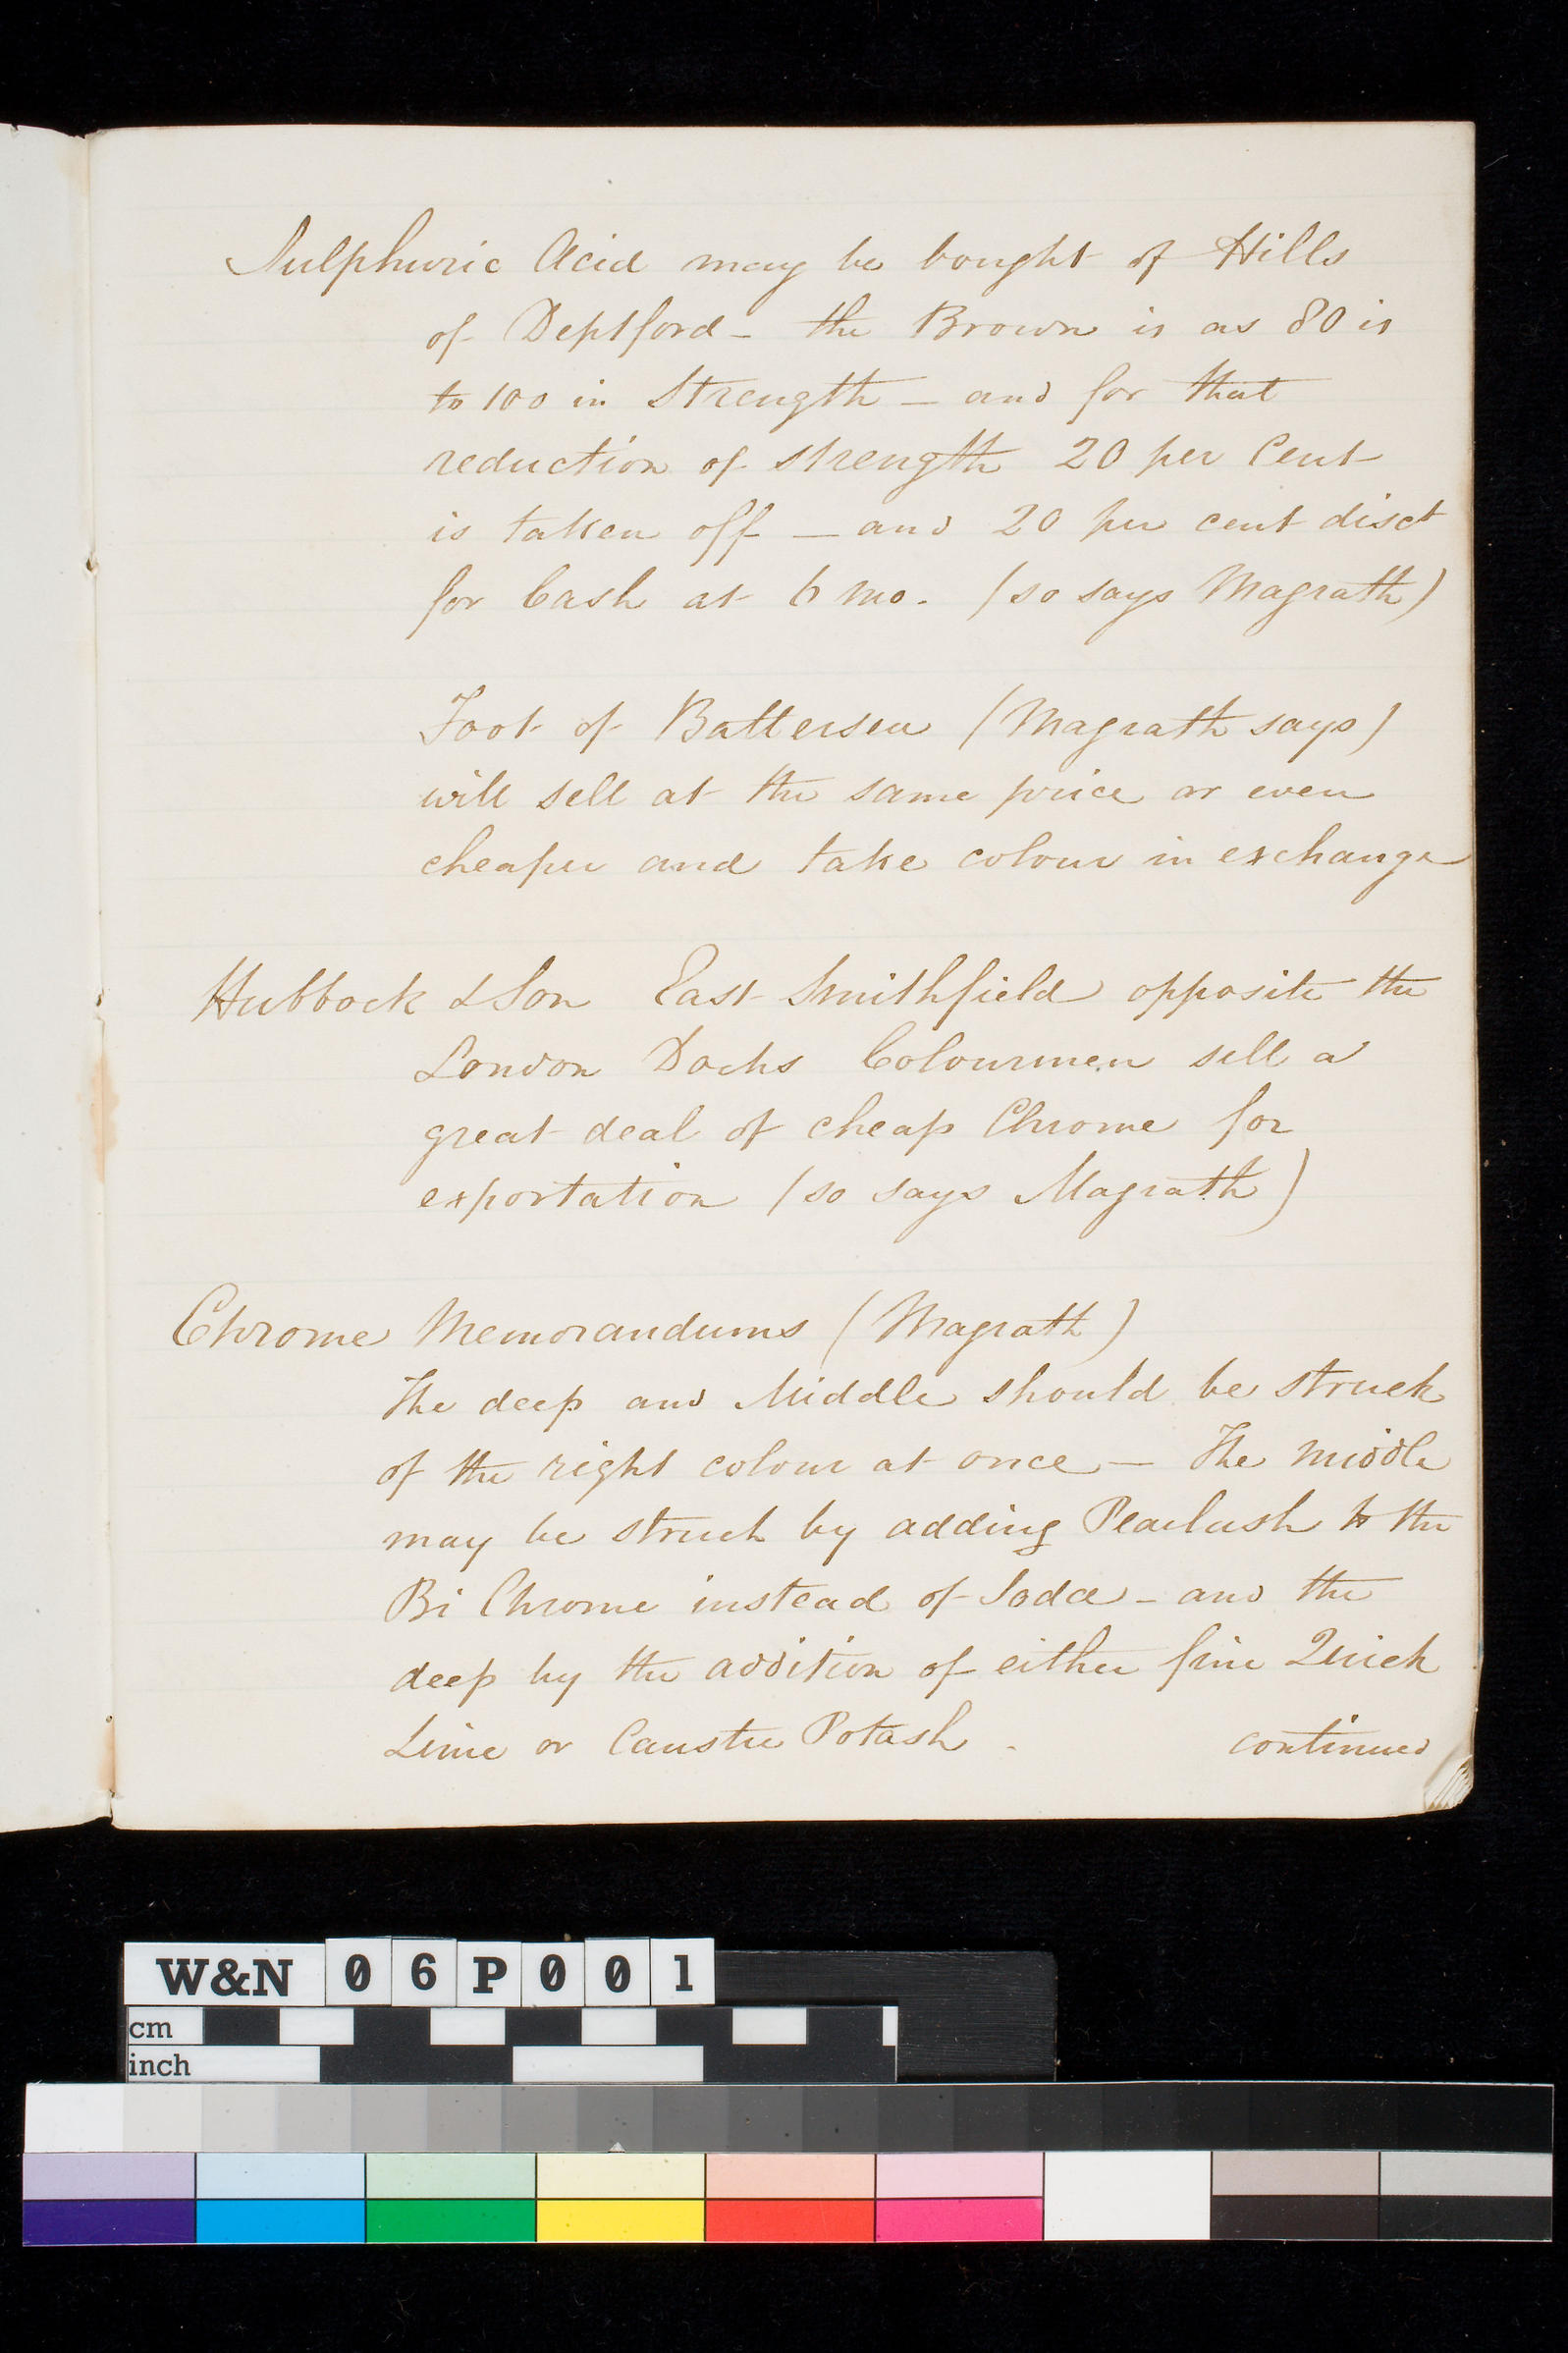 Sulphuric Acid may be bought of Hills
of Deptford - the Brown is as 80 is
to 100 in Strength - and for that
reduction of strength 20 per Cent
is taken off - and 20 per cent disct
for Cash at 6 mo. (so says Magrath)
Foot of Battersea (Magrath says)
will sell at the same price or even
cheaper and take colour in exchange
Hubbock & Son East Smithfield opposite the
London Docks Colourmen sell a
great deal of cheap Chrome for
exportation (so says Magrath)
Chrome Memorandums (Magrath)
The deep and Middle should be struck
of the right colour at once - The middle
may be struck by adding Pearlash to the
Bi Chrome instead of Soda - and the
deep by the addition of either fine Quick
Lime or Caustic Potash. continued
W&N 06P001
cm
inch